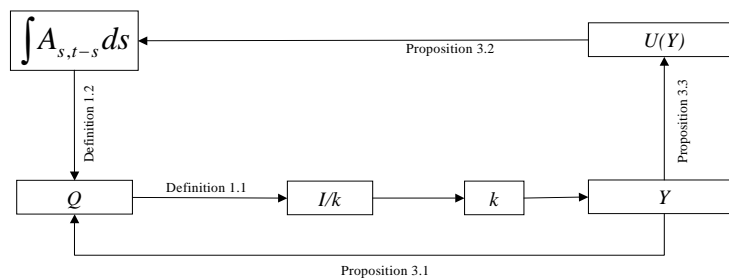 ∫A_{s,t−s}ds
U(Y)
Proposition 3.2
Definition 1.2
Proposition 3.3
Q
Definition 1.1
I/k
k
Y
Proposition 3.1